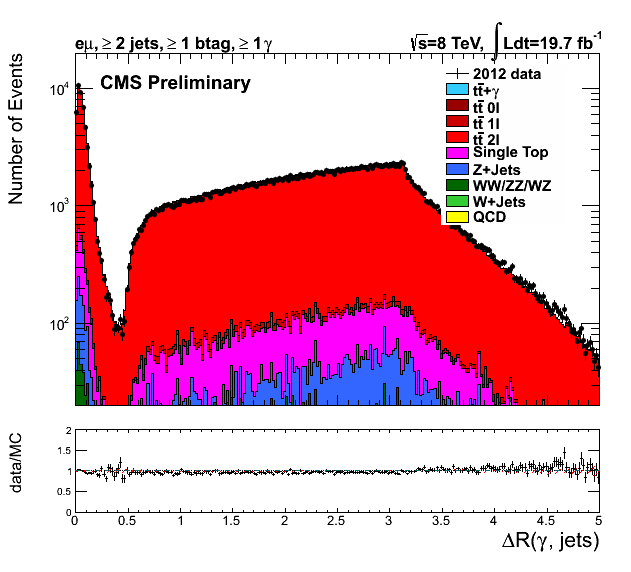 eμ, ≥ 2 jets, ≥ 1 btag, ≥ 1 γ
√s=8 TeV, ∫ Ldt=19.7 fb⁻¹
CMS Preliminary
Number of Events
10⁴
10³
10²
2012 data
tt̄+γ
tt̄ 0l
tt̄ 1l
tt̄ 2l
Single Top
Z+Jets
WW/ZZ/WZ
W+Jets
QCD
data/MC
2
1.5
1
0.5
0
0 0.5 1 1.5 2 2.5 3 3.5 4 4.5 5
ΔR(γ, jets)